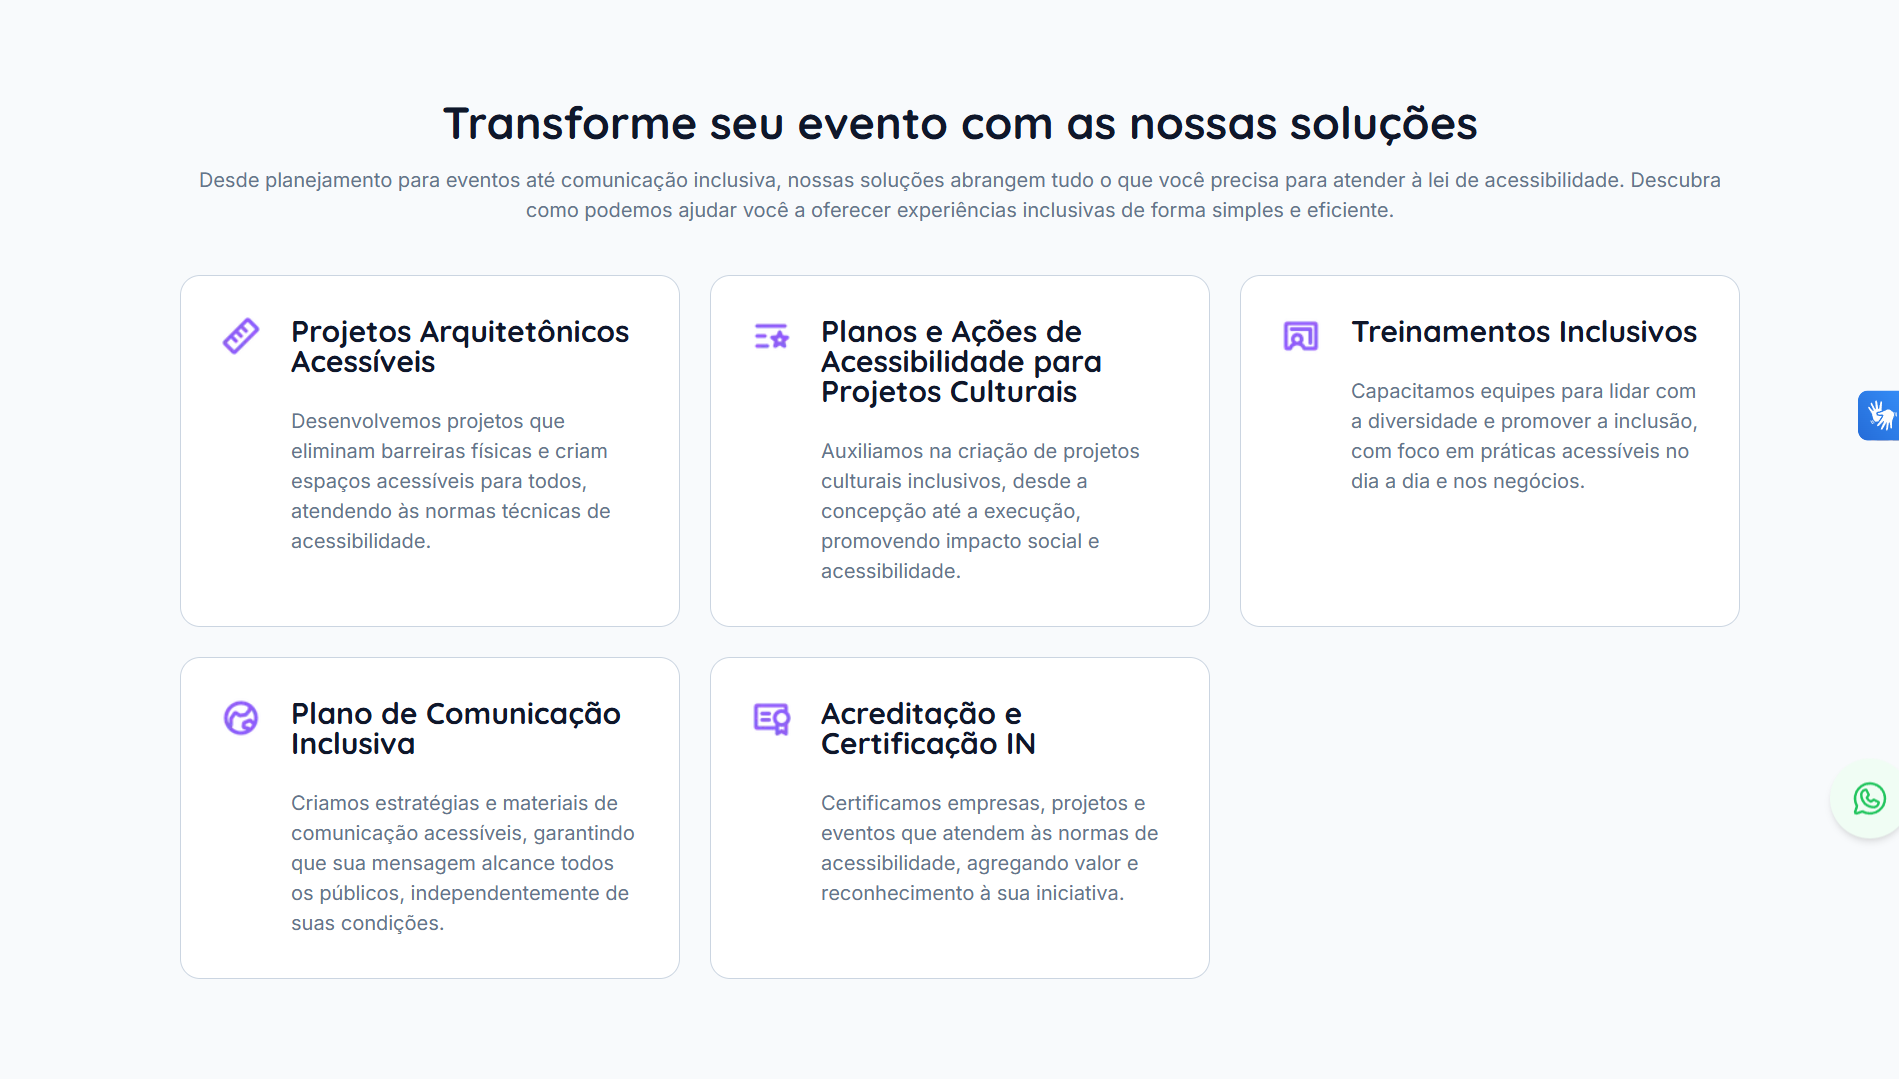 Transforme seu evento com as nossas soluções
Desde planejamento para eventos até comunicação inclusiva, nossas soluções abrangem tudo o que você precisa para atender à lei de acessibilidade. Descubra
como podemos ajudar você a oferecer experiências inclusivas de forma simples e eficiente.
Projetos Arquitetônicos
Acessíveis
Desenvolvemos projetos que
eliminam barreiras físicas e criam
espaços acessíveis para todos,
atendendo às normas técnicas de
acessibilidade.
Planos e Ações de
Acessibilidade para
Projetos Culturais
Auxiliamos na criação de projetos
culturais inclusivos, desde a
concepção até a execução,
promovendo impacto social e
acessibilidade.
Treinamentos Inclusivos
Capacitamos equipes para lidar com
a diversidade e promover a inclusão,
com foco em práticas acessíveis no
dia a dia e nos negócios.
Plano de Comunicação
Inclusiva
Criamos estratégias e materiais de
comunicação acessíveis, garantindo
que sua mensagem alcance todos
os públicos, independentemente de
suas condições.
Acreditação e
Certificação IN
Certificamos empresas, projetos e
eventos que atendem às normas de
acessibilidade, agregando valor e
reconhecimento à sua iniciativa.